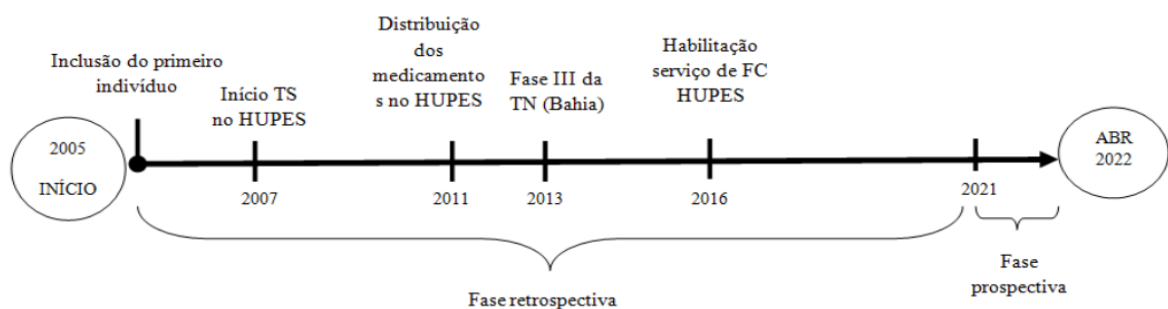 Inclusão do primeiro
indivíduo
Início TS
no HUPES
Distribuição
dos
medicamento
s no HUPES
Fase III da
TN (Bahia)
Habilitação
serviço de FC
HUPES
2005
INÍCIO
2007
2011
2013
2016
2021
ABR
2022
Fase retrospectiva
Fase
prospectiva